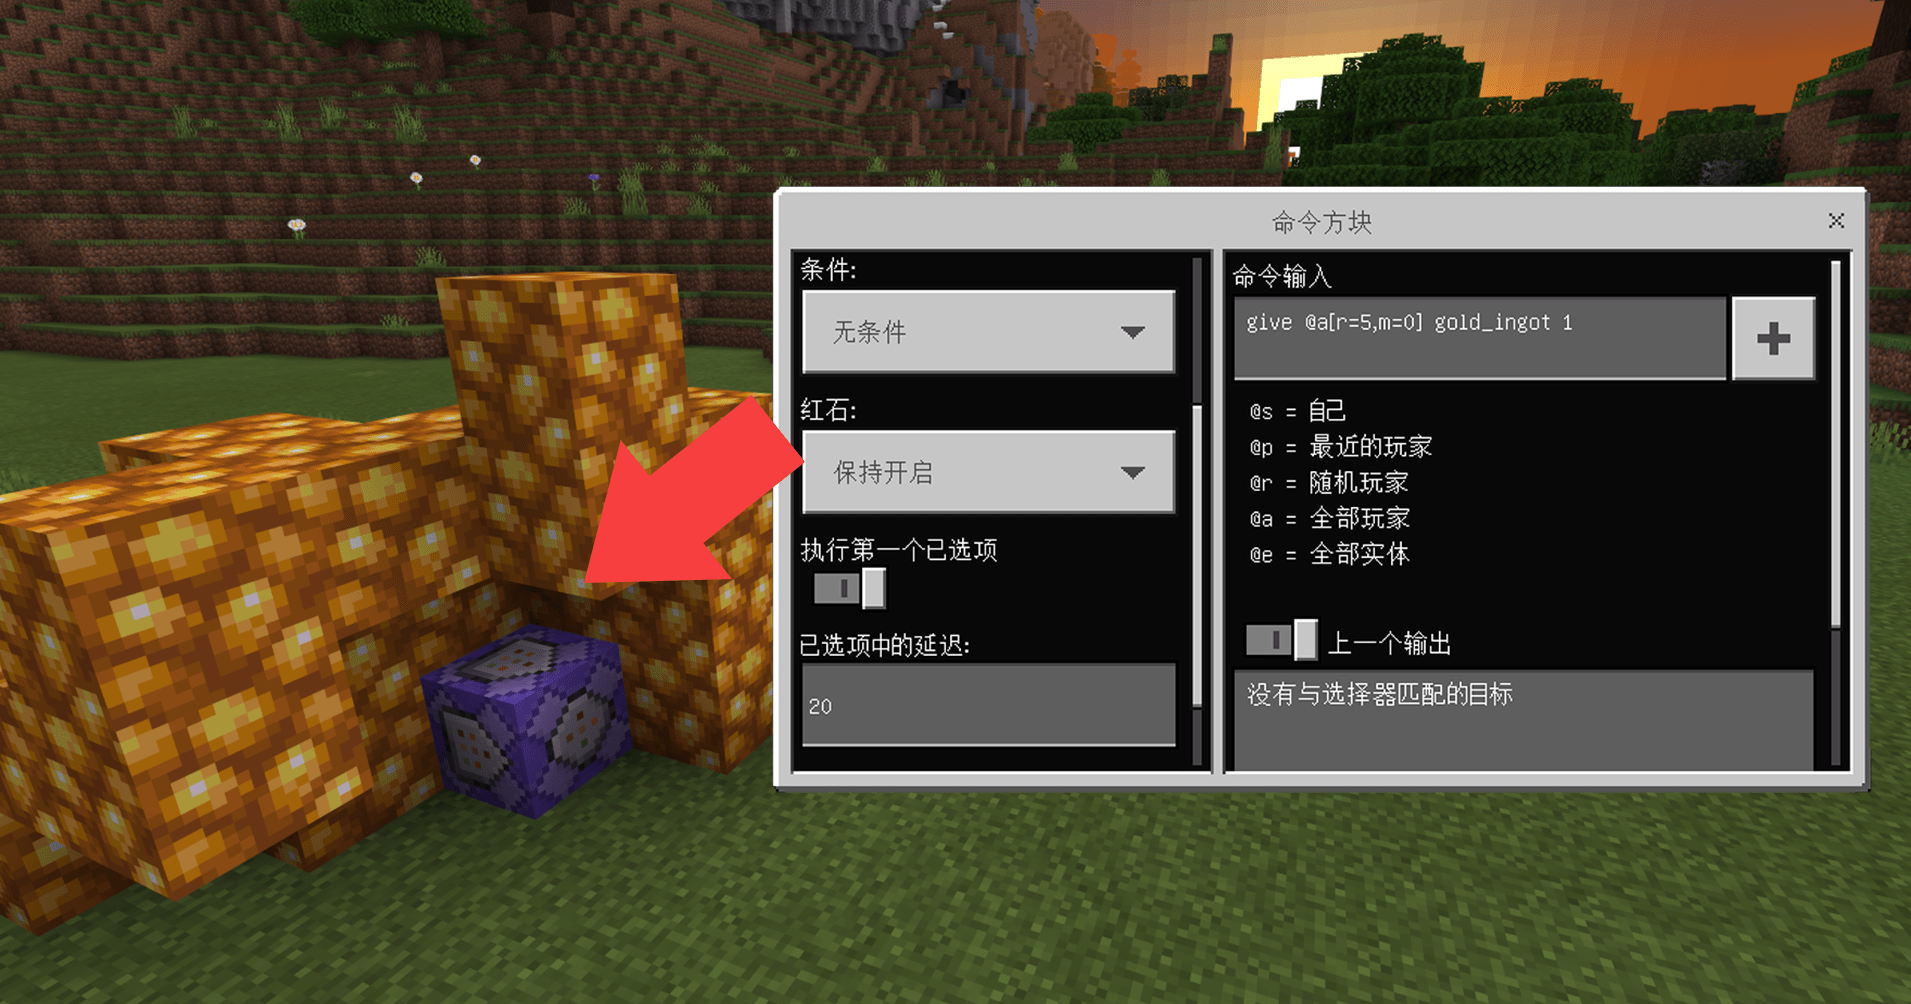 命令方块
条件:
无条件
红石:
保持开启
执行第一个已选项
已选项中的延迟:
20
命令输入
give @a[r=5,m=0] gold_ingot 1
@s = 自己
@p = 最近的玩家
@r = 随机玩家
@a = 全部玩家
@e = 全部实体
上一个输出
没有与选择器匹配的目标